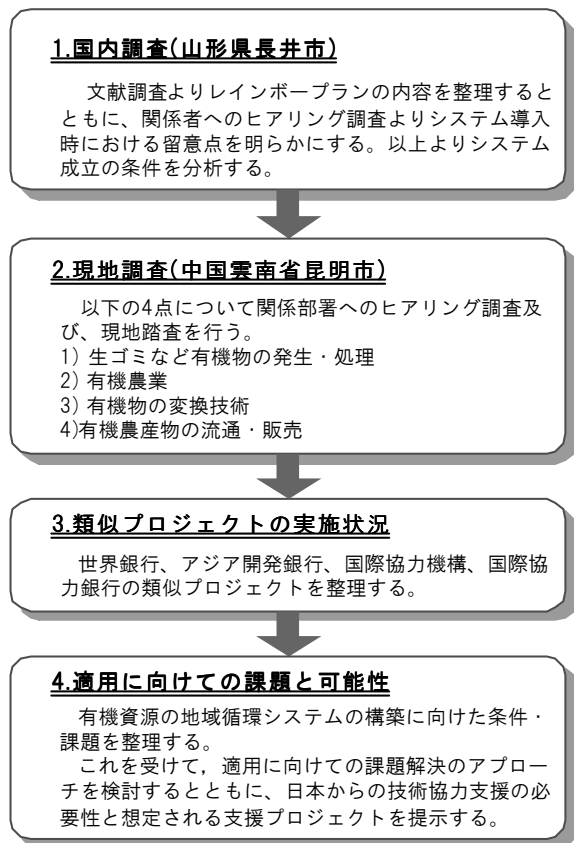 1.国内調査(山形県長井市)
文献調査よりレインボープランの内容を整理すると
ともに、関係者へのヒアリング調査よりシステム導入
時における留意点を明らかにする。以上よりシステム
成立の条件を分析する。
2.現地調査(中国雲南省昆明市)
以下の4点について関係部署へのヒアリング調査及
び、現地踏査を行う。
1) 生ゴミなど有機物の発生・処理
2) 有機農業
3) 有機物の変換技術
4)有機農産物の流通・販売
3.類似プロジェクトの実施状況
世界銀行、アジア開発銀行、国際協力機構、国際協
力銀行の類似プロジェクトを整理する。
4.適用に向けての課題と可能性
有機資源の地域循環システムの構築に向けた条件・
課題を整理する。
これを受けて，適用に向けての課題解決のアプロー
チを検討するとともに、日本からの技術協力支援の必
要性と想定される支援プロジェクトを提示する。